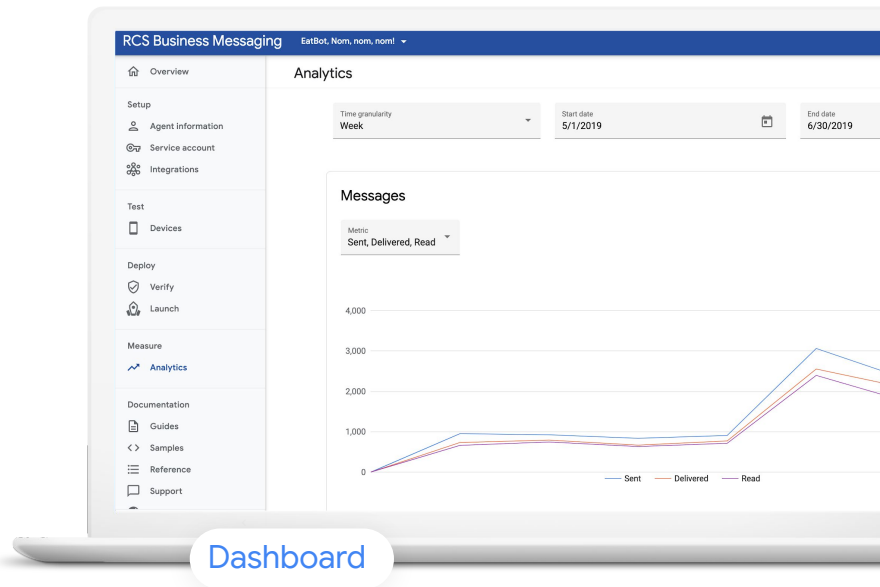 RCS Business Messaging EatBot, Nom, nom, nom!
Overview
Analytics
Setup
Agent information
Service account
Integrations
Test
Devices
Deploy
Verify
Launch
Measure
Analytics
Documentation
Guides
Samples
Reference
Support
Time granularity
Week
Start date
5/1/2019
End date
6/30/2019
Messages
Metric
Sent, Delivered, Read
4,000
3,000
2,000
1,000
0
Sent Delivered Read
Dashboard